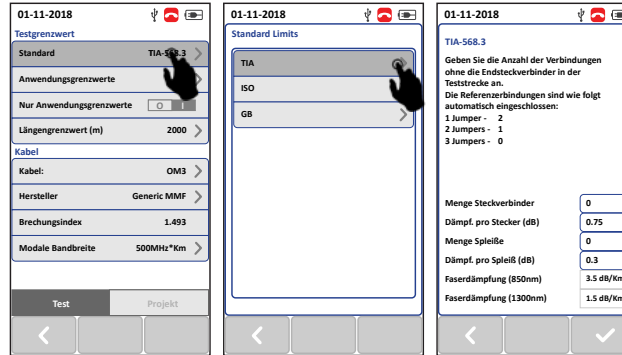 01-11-2018
Testgrenzwert
Standard TIA-568.3
Anwendungsgrenzwerte
Nur Anwendungsgrenzwerte O I
Längengrenzwert (m) 2000
Kabel
Kabel: OM3
Hersteller Generic MMF
Brechungsindex 1.493
Modale Bandbreite 500MHz*Km
Test Projekt
01-11-2018
Standard Limits
TIA
ISO
GB
01-11-2018
TIA-568.3
Geben Sie die Anzahl der Verbindungen
ohne die Endsteckverbinder in der
Teststrecke an.
Die Referenzerbindungen sind wie folgt
automatisch eingeschlossen:
1 Jumper - 2
2 Jumpers - 1
3 Jumpers - 0
Menge Steckverbinder 0
Dämpf. pro Stecker (dB) 0.75
Menge Spleiße 0
Dämpf. pro Spleiß (dB) 0.3
Faserdämpfung (850nm) 3.5 dB/Km
Faserdämpfung (1300nm) 1.5 dB/Km